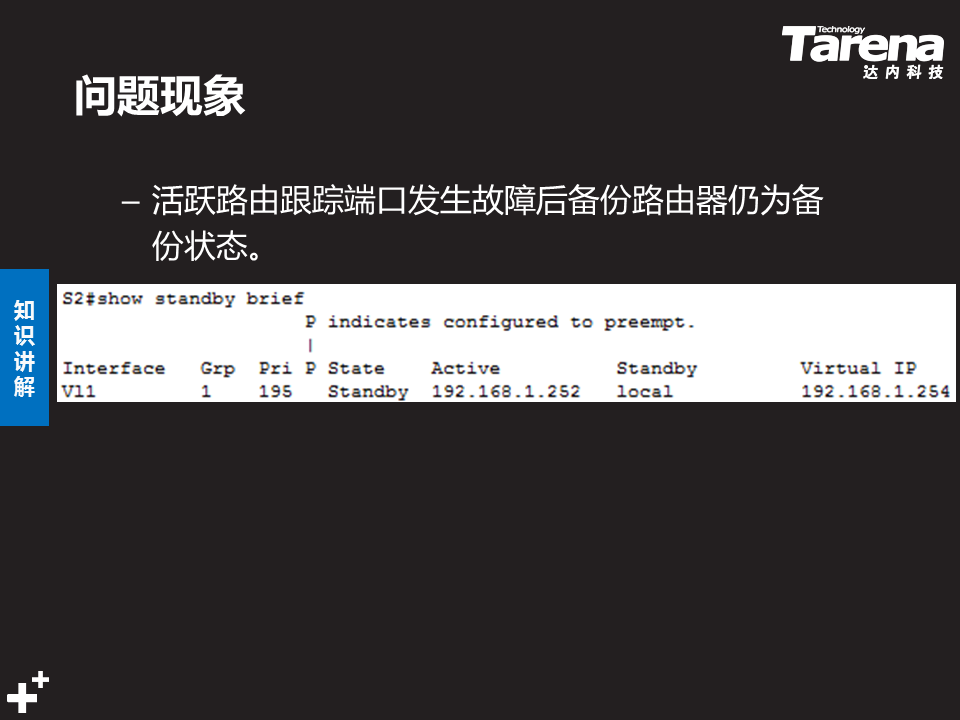 Technology
Tarena
达内科技
问题现象
– 活跃路由跟踪端口发生故障后备份路由器仍为备
份状态。
知识讲解
S2#show standby brief
P indicates configured to preempt.
|
Interface Grp Pri P State Active Standby Virtual IP
Vl1 1 195 Standby 192.168.1.252 local 192.168.1.254